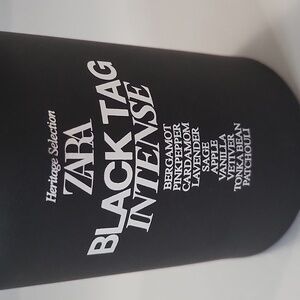 Heritage Selection
ZARA
BLACK TAG
INTENSE
BERGAMOT
PINKPEPPER
CARDAMOM
LAVENDER
SAGE
APPLE
VANILLA
VETIVER
TONKA BEAN
PATCHOULI